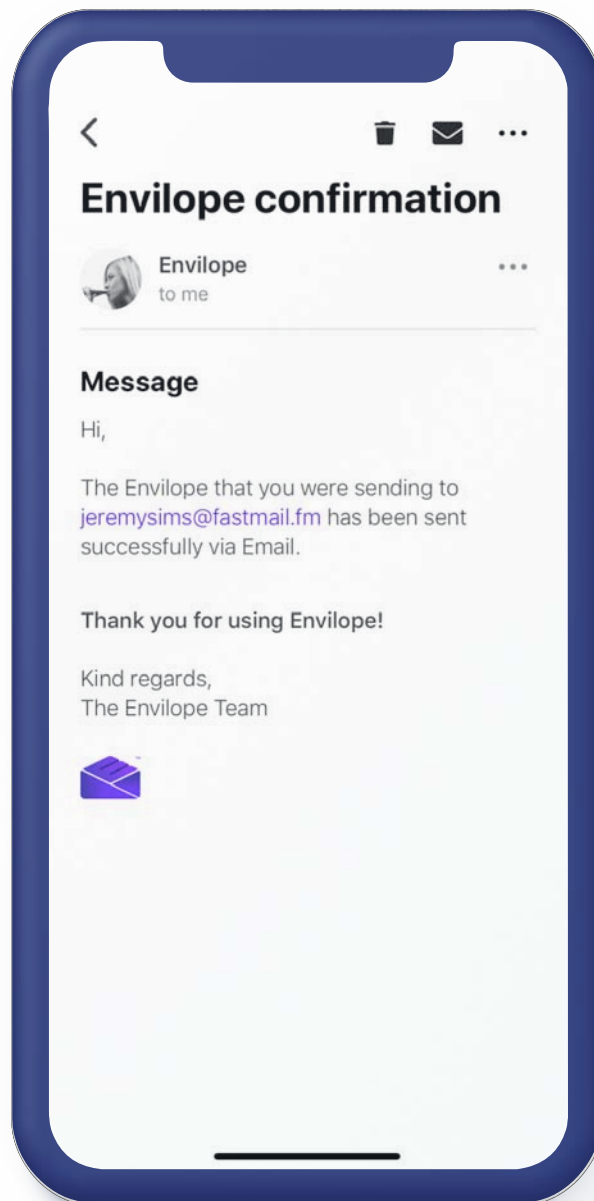 Envilope confirmation
Envilope
to me
Message
Hi,
The Envilope that you were sending to
jeremysims@fastmail.fm has been sent
successfully via Email.
Thank you for using Envilope!
Kind regards,
The Envilope Team